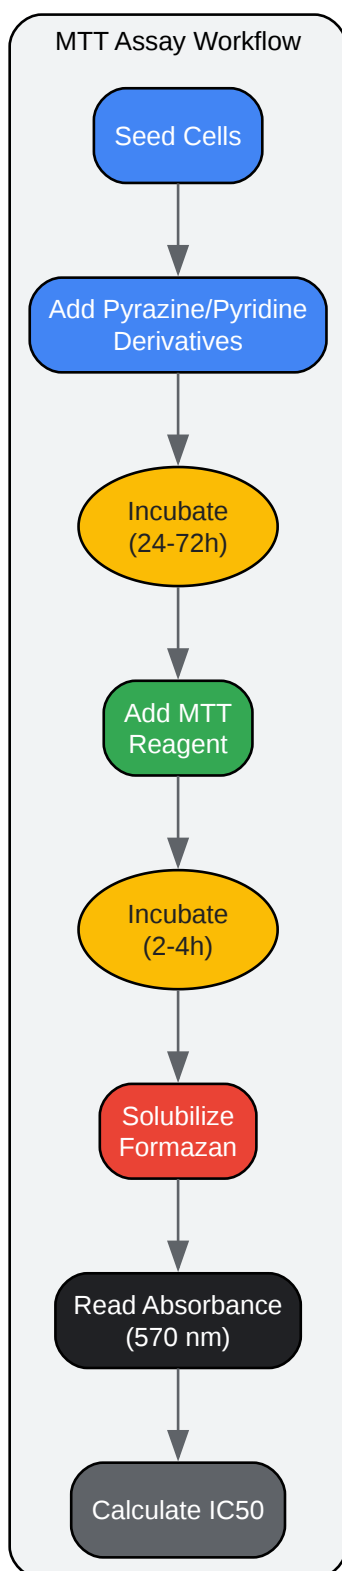 MTT Assay Workflow
Seed Cells
Add Pyrazine/Pyridine
Derivatives
Incubate
(24-72h)
Add MTT
Reagent
Incubate
(2-4h)
Solubilize
Formazan
Read Absorbance
(570 nm)
Calculate IC50